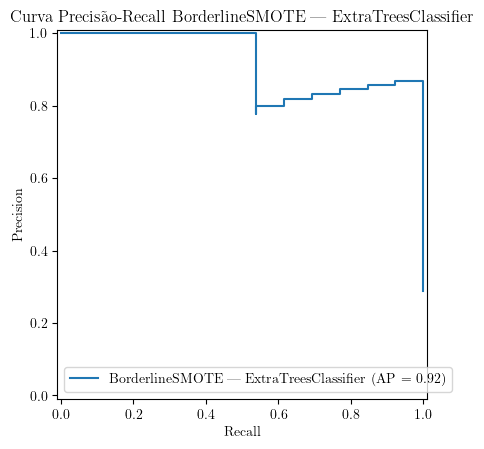 Curva Precisão-Recall BorderlineSMOTE — ExtraTreesClassifier
1.0
0.8
0.6
0.4
0.2
0.0
Precision
BorderlineSMOTE — ExtraTreesClassifier (AP = 0.92)
0.0 0.2 0.4 0.6 0.8 1.0
Recall